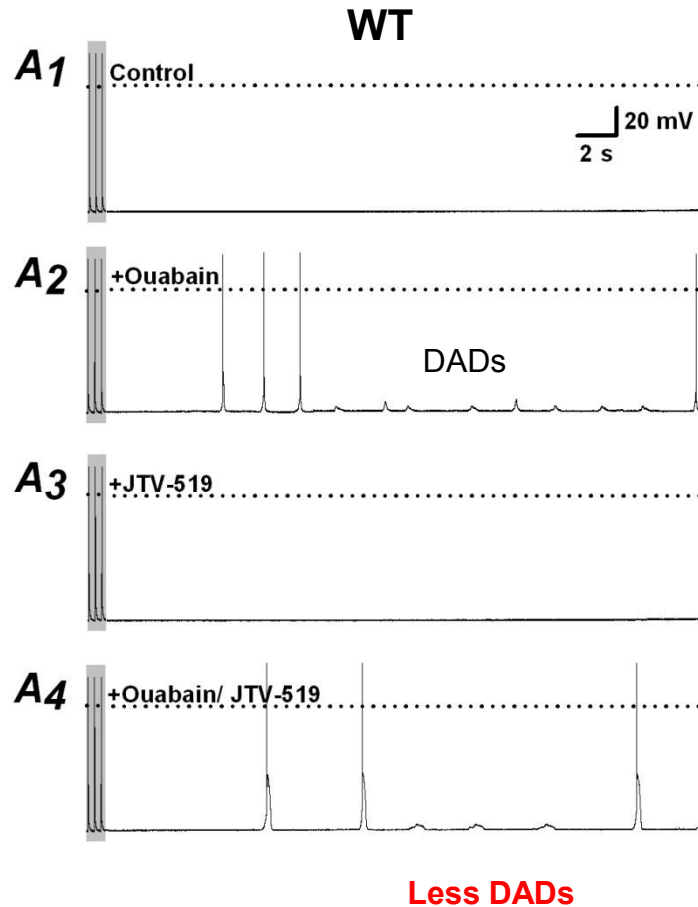 WT
A1 Control
20 mV
2 s
A2 +Ouabain
DADs
A3 +JTV-519
A4 +Ouabain/ JTV-519
Less DADs